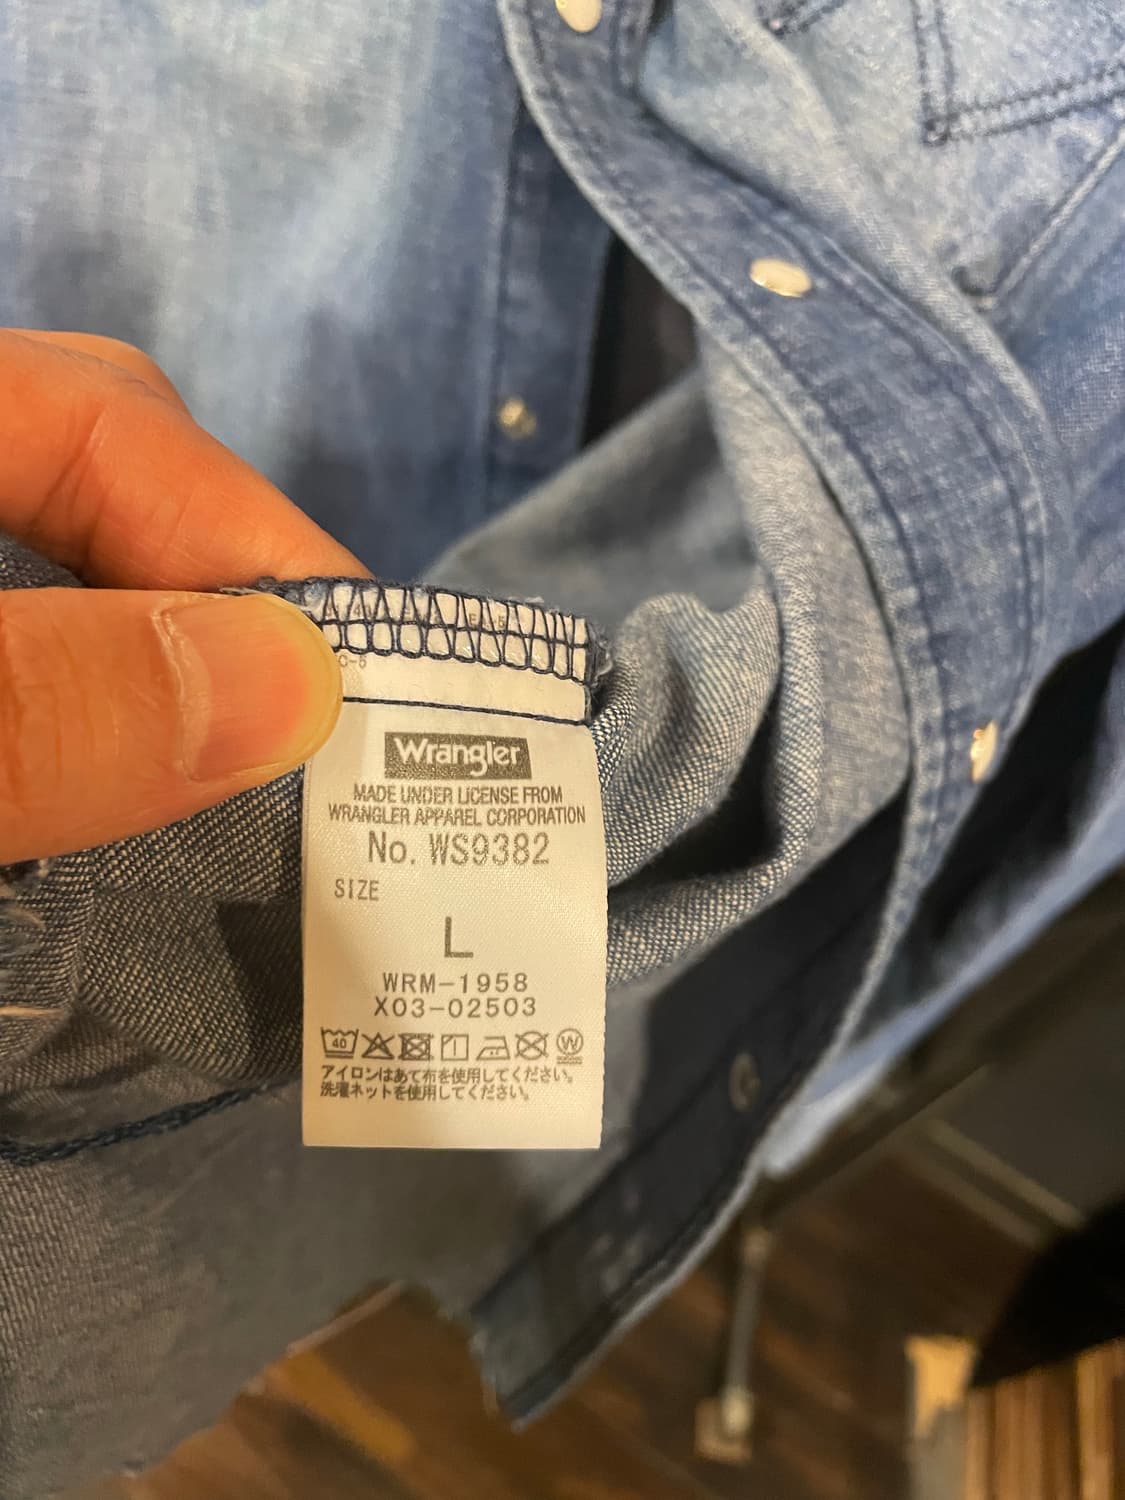 C-5
Wrangler
MADE UNDER LICENSE FROM
WRANGLER APPAREL CORPORATION
No. WS9382
SIZE
L
WRM-1958
X03-02503
40 W
アイロンはあて布を使用してください。
洗濯ネットを使用してください。